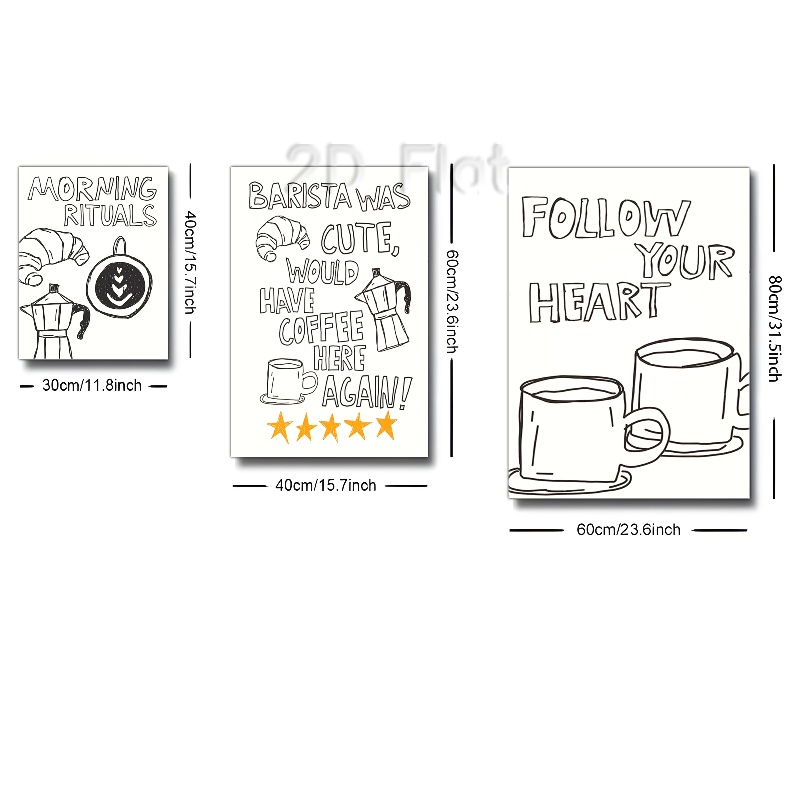 2D Flat
MORNING
RITUALS
40cm/15.7inch
30cm/11.8inch
BARISTA WAS
CUTE,
WOULD
HAVE
COFFEE
HERE
AGAIN!
60cm/23.6inch
40cm/15.7inch
FOLLOW
YOUR
HEART
80cm/31.5inch
60cm/23.6inch